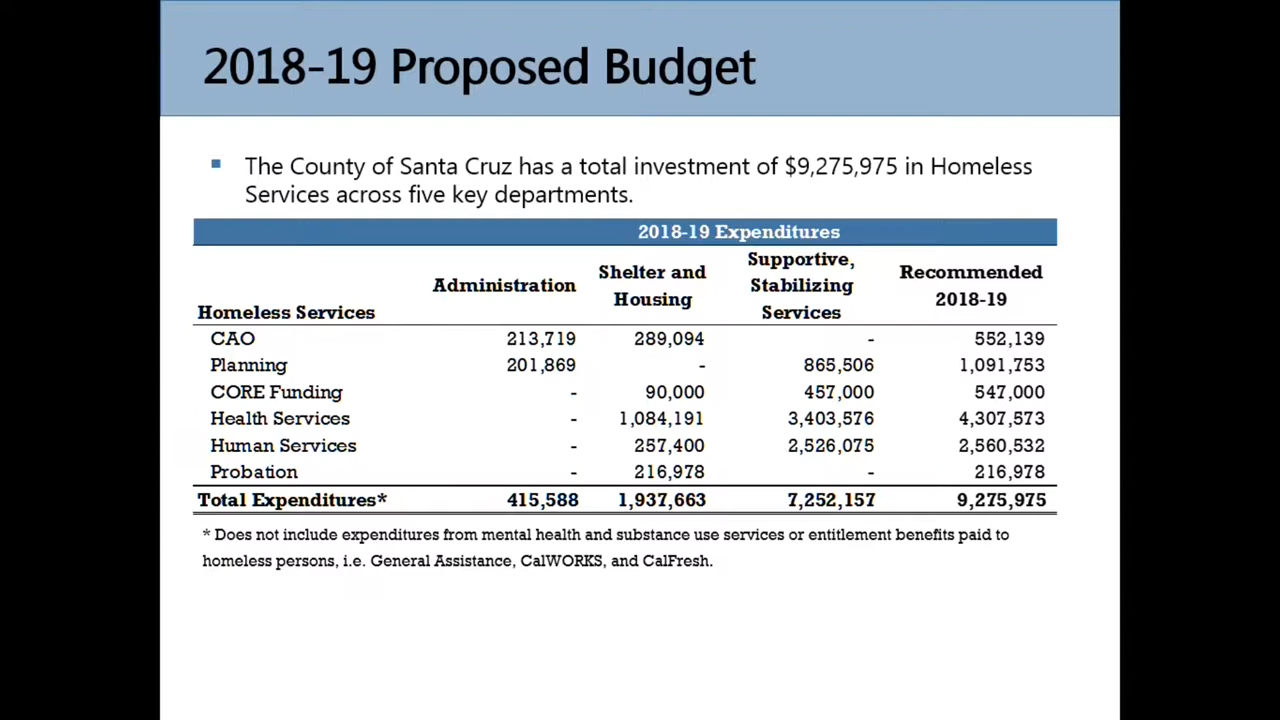 2018-19 Proposed Budget
▪ The County of Santa Cruz has a total investment of $9,275,975 in Homeless
Services across five key departments.
2018-19 Expenditures
Homeless Services Administration Shelter and Housing Supportive, Stabilizing Services Recommended 2018-19
CAO 213,719 289,094 - 552,139
Planning 201,869 - 865,506 1,091,753
CORE Funding - 90,000 457,000 547,000
Health Services - 1,084,191 3,403,576 4,307,573
Human Services - 257,400 2,526,075 2,560,532
Probation - 216,978 - 216,978
Total Expenditures* 415,588 1,937,663 7,252,157 9,275,975
* Does not include expenditures from mental health and substance use services or entitlement benefits paid to
homeless persons, i.e. General Assistance, CalWORKS, and CalFresh.